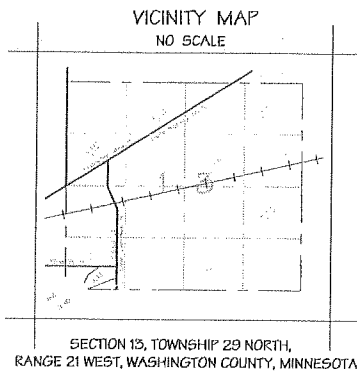 VICINITY MAP
NO SCALE
13
SECTION 13, TOWNSHIP 29 NORTH,
RANGE 21 WEST, WASHINGTON COUNTY, MINNESOTA